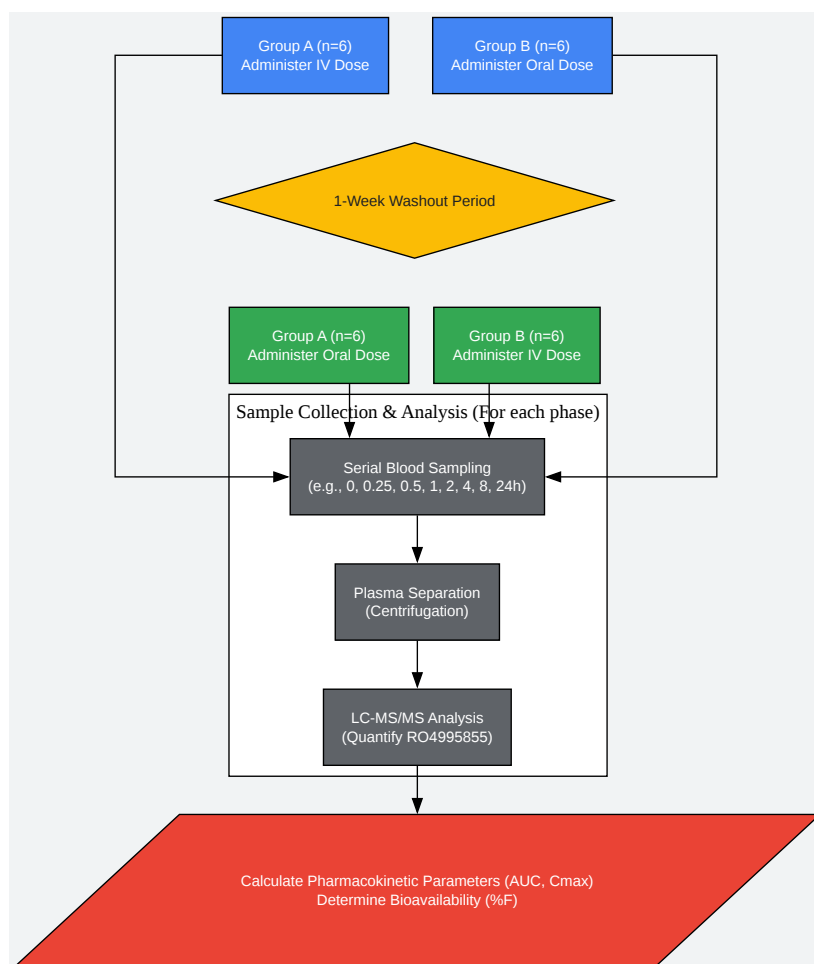 Group A (n=6)
Administer IV Dose
Group B (n=6)
Administer Oral Dose
1-Week Washout Period
Group A (n=6)
Administer Oral Dose
Group B (n=6)
Administer IV Dose
Sample Collection & Analysis (For each phase)
Serial Blood Sampling
(e.g., 0, 0.25, 0.5, 1, 2, 4, 8, 24h)
Plasma Separation
(Centrifugation)
LC-MS/MS Analysis
(Quantify RO4995855)
Calculate Pharmacokinetic Parameters (AUC, Cmax)
Determine Bioavailability (%F)